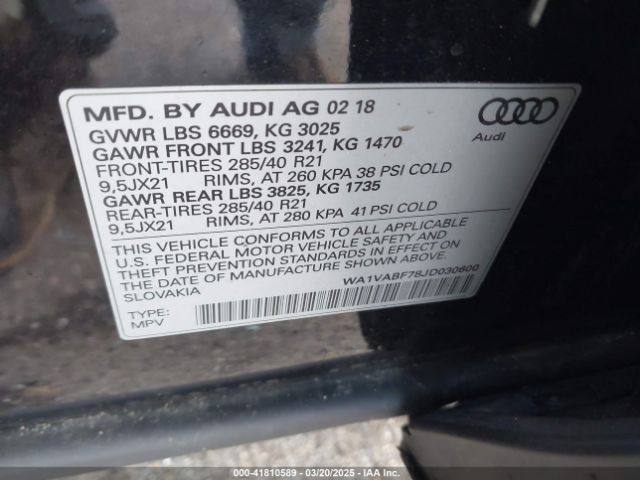 MFD. BY AUDI AG 02 18
GVWR LBS 6669, KG 3025
GAWR FRONT LBS 3241, KG 1470
FRONT-TIRES 285/40 R21
9,5JX21 RIMS, AT 260 KPA 38 PSI COLD
GAWR REAR LBS 3825, KG 1735
REAR-TIRES 285/40 R21
9,5JX21 RIMS, AT 280 KPA 41 PSI COLD
THIS VEHICLE CONFORMS TO ALL APPLICABLE
U.S. FEDERAL MOTOR VEHICLE SAFETY AND
THEFT PREVENTION STANDARDS IN EFFECT ON
THE DATE OF MANUFACTURE SHOWN ABOVE.
SLOVAKIA
WA1VABF78JD030600
TYPE:
MPV
Audi
00 - 41810589 - 03/20/2025 - IAA Inc.